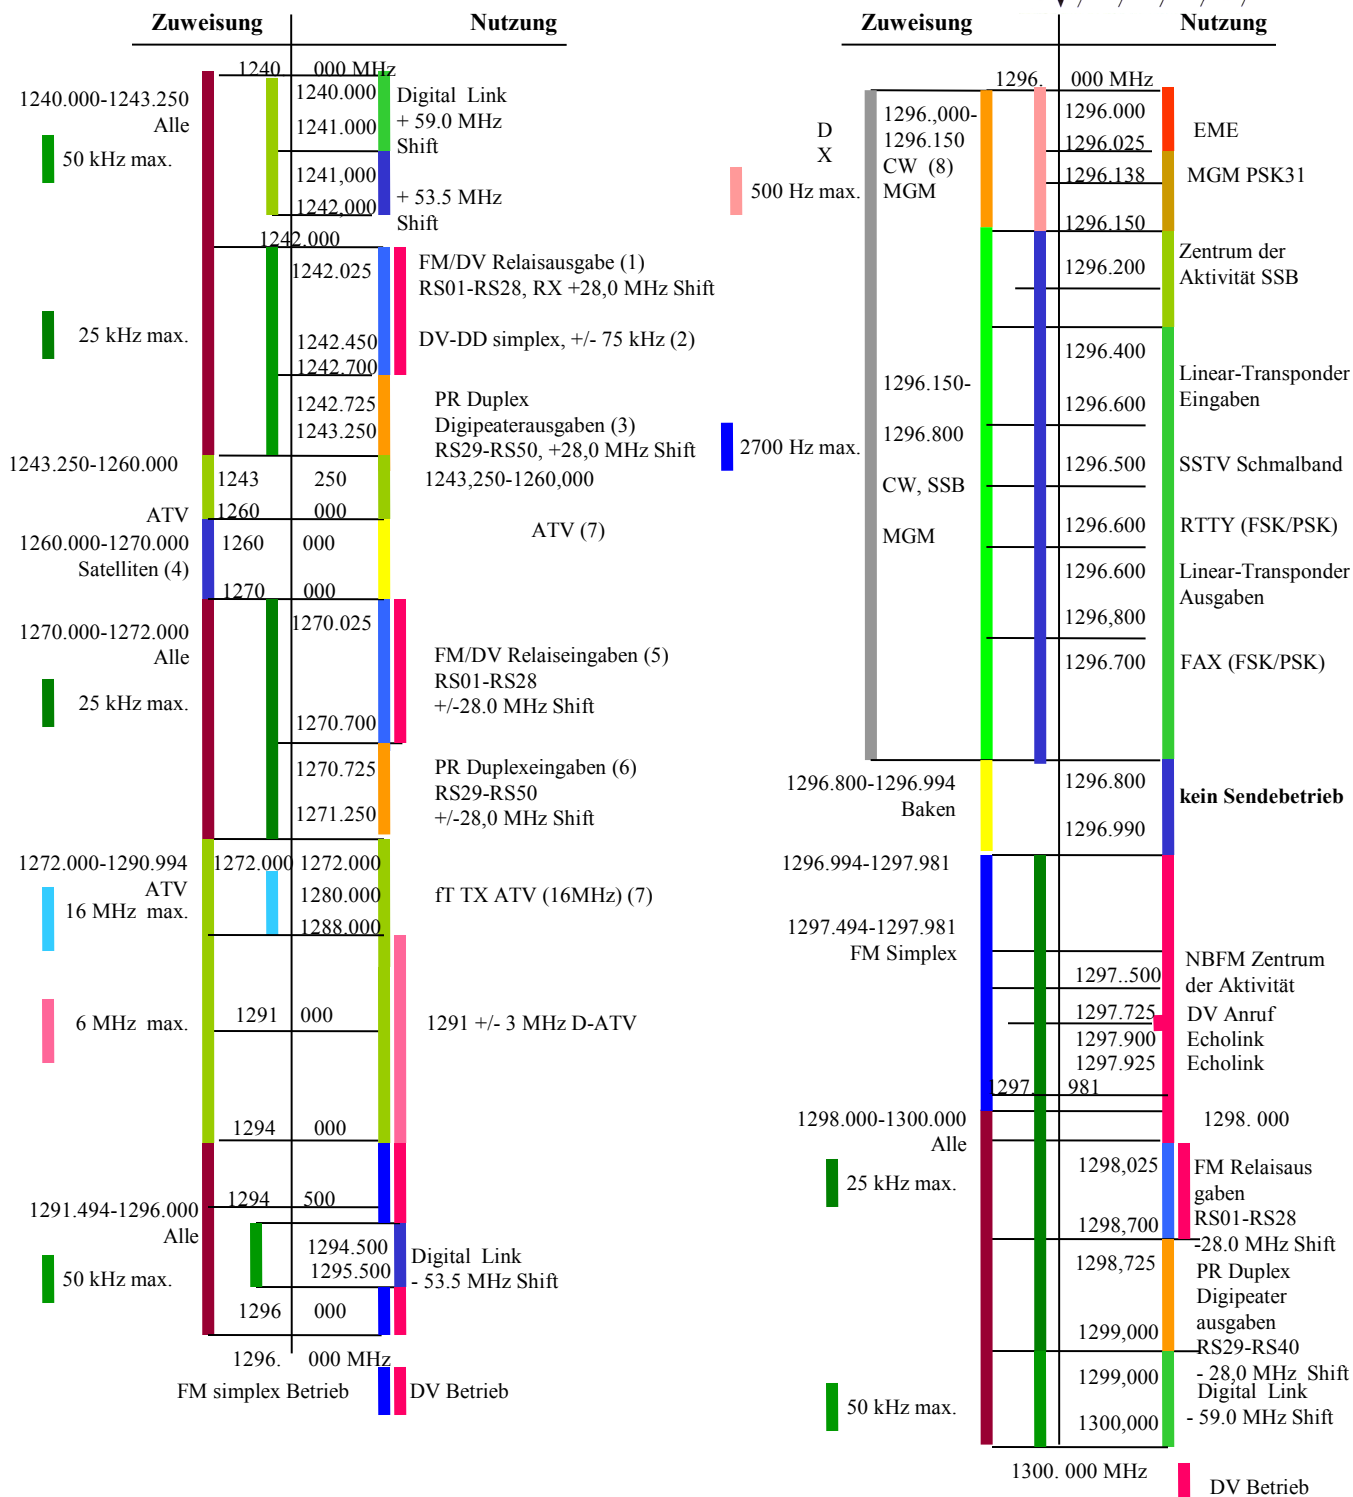 Zuweisung Nutzung
1240. 000 MHz
1240.000-1243.250
Alle
50 kHz max.
1240.000
1241.000
Digital Link
+ 59.0 MHz
Shift
1241,000
1242,000
+ 53.5 MHz
Shift
1242.000
1242.025
FM/DV Relaisausgabe (1)
RS01-RS28, RX +28,0 MHz Shift
25 kHz max.
1242.450
1242.700
DV-DD simplex, +/- 75 kHz (2)
1242.725
1243.250
PR Duplex
Digipeaterausgaben (3)
RS29-RS50, +28,0 MHz Shift
1243.250-1260.000
ATV
1243 250
1243,250-1260,000
1260 000
ATV (7)
1260.000-1270.000
Satelliten (4)
1260 000
1270 000
1270.000-1272.000
Alle
25 kHz max.
1270.025
FM/DV Relaiseingaben (5)
RS01-RS28
+/-28.0 MHz Shift
1270.700
1270.725
1271.250
PR Duplexeingaben (6)
RS29-RS50
+/-28,0 MHz Shift
1272.000-1290.994
ATV
16 MHz max.
1272.000 1272.000
1280.000
1288.000
fT TX ATV (16MHz) (7)
6 MHz max.
1291 000
1291 +/- 3 MHz D-ATV
1294 000
1291.494-1296.000
Alle
50 kHz max.
1294 500
1294.500
1295.500
Digital Link
- 53.5 MHz Shift
1296 000
1296. 000 MHz
FM simplex Betrieb DV Betrieb
Zuweisung Nutzung
1296. 000 MHz
D
X
500 Hz max.
1296.,000-
1296.150
CW (8)
MGM
1296.000
1296.025
EME
1296.138
MGM PSK31
1296.150
1296.200
Zentrum der
Aktivität SSB
2700 Hz max.
1296.150-
1296.800
CW, SSB
MGM
1296.400
1296.600
Linear-Transponder
Eingaben
1296.500
SSTV Schmalband
1296.600
RTTY (FSK/PSK)
1296.600
1296,800
Linear-Transponder
Ausgaben
1296.700
FAX (FSK/PSK)
1296.800-1296.994
Baken
1296.800
1296.990
kein Sendebetrieb
1296.994-1297.981
1297.494-1297.981
FM Simplex
1297..500
NBFM Zentrum
der Aktivität
1297.725
DV Anruf
1297.900
Echolink
1297.925
Echolink
1297. 981
1298.000-1300.000
Alle
1298. 000
25 kHz max.
1298,025
1298,700
FM Relaisaus
gaben
RS01-RS28
-28.0 MHz Shift
1298,725
1299,000
PR Duplex
Digipeater
ausgaben
RS29-RS40
- 28,0 MHz Shift
50 kHz max.
1299,000
1300,000
Digital Link
- 59.0 MHz Shift
1300. 000 MHz
DV Betrieb